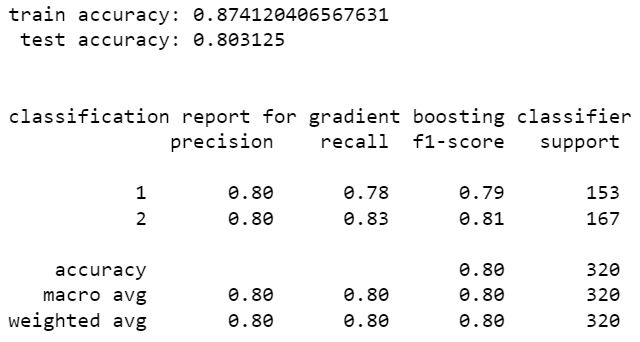 train accuracy: 0.874120406567631
test accuracy: 0.803125
classification report for gradient boosting classifier
precision recall f1-score support
1 0.80 0.78 0.79 153
2 0.80 0.83 0.81 167
accuracy 0.80 320
macro avg 0.80 0.80 0.80 320
weighted avg 0.80 0.80 0.80 320